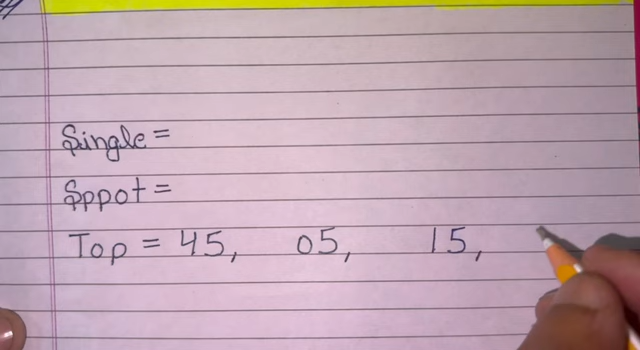 Single =
Sppot =
Top = 45, 05, 15,